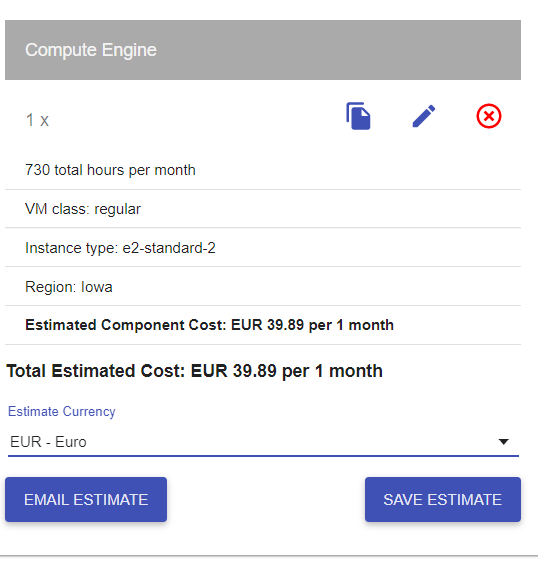 Compute Engine
1 x
730 total hours per month
VM class: regular
Instance type: e2-standard-2
Region: Iowa
Estimated Component Cost: EUR 39.89 per 1 month
Total Estimated Cost: EUR 39.89 per 1 month
Estimate Currency
EUR - Euro
EMAIL ESTIMATE
SAVE ESTIMATE